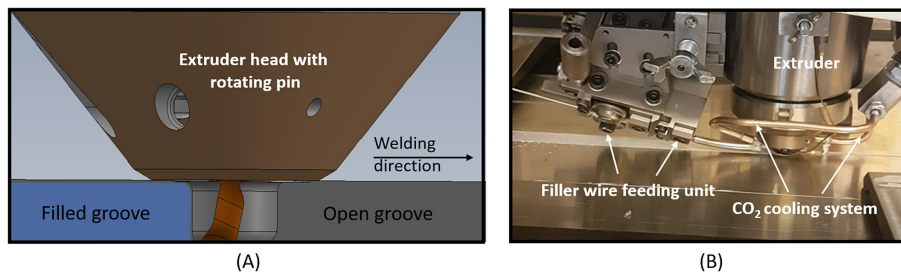 Extruder head with
rotating pin
Welding
direction
Filled groove
Open groove
(A)
Extruder
Filler wire feeding unit
CO₂ cooling system
(B)